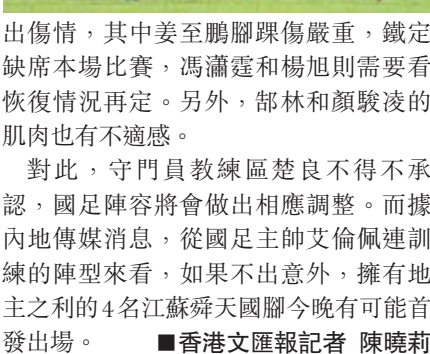 出傷情，其中姜至鵬腳踝傷嚴重，鐵定
缺席本場比賽，馮瀟霆和楊旭則需要看
恢復情況再定。另外，郜林和顏駿凌的
肌肉也有不適感。
對此，守門員教練區楚良不得不承
認，國足陣容將會做出相應調整。而據
內地傳媒消息，從國足主帥艾倫佩連訓
練的陣型來看，如果不出意外，擁有地
主之利的4名江蘇舜天國腳今晚有可能首
發出場。 ■香港文匯報記者 陳曉莉